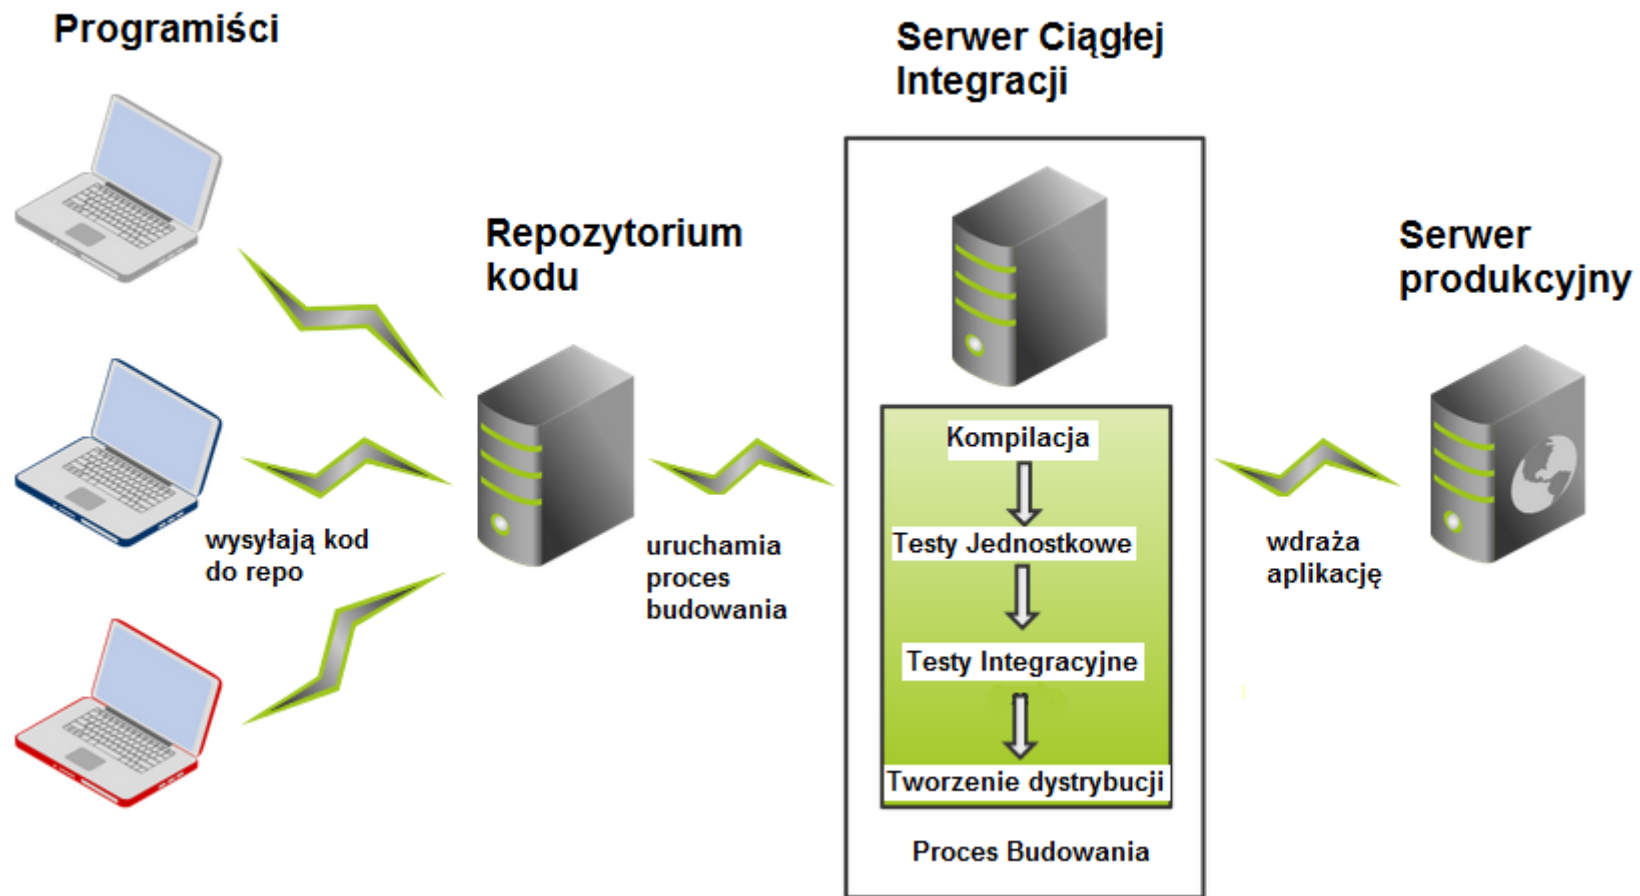 Programiści
wysyłają kod
do repo
Repozytorium
kodu
uruchamia
proces
budowania
Serwer Ciągłej
Integracji
Kompilacja
Testy Jednostkowe
Testy Integracyjne
Tworzenie dystrybucji
Proces Budowania
wdraża
aplikację
Serwer
produkcyjny